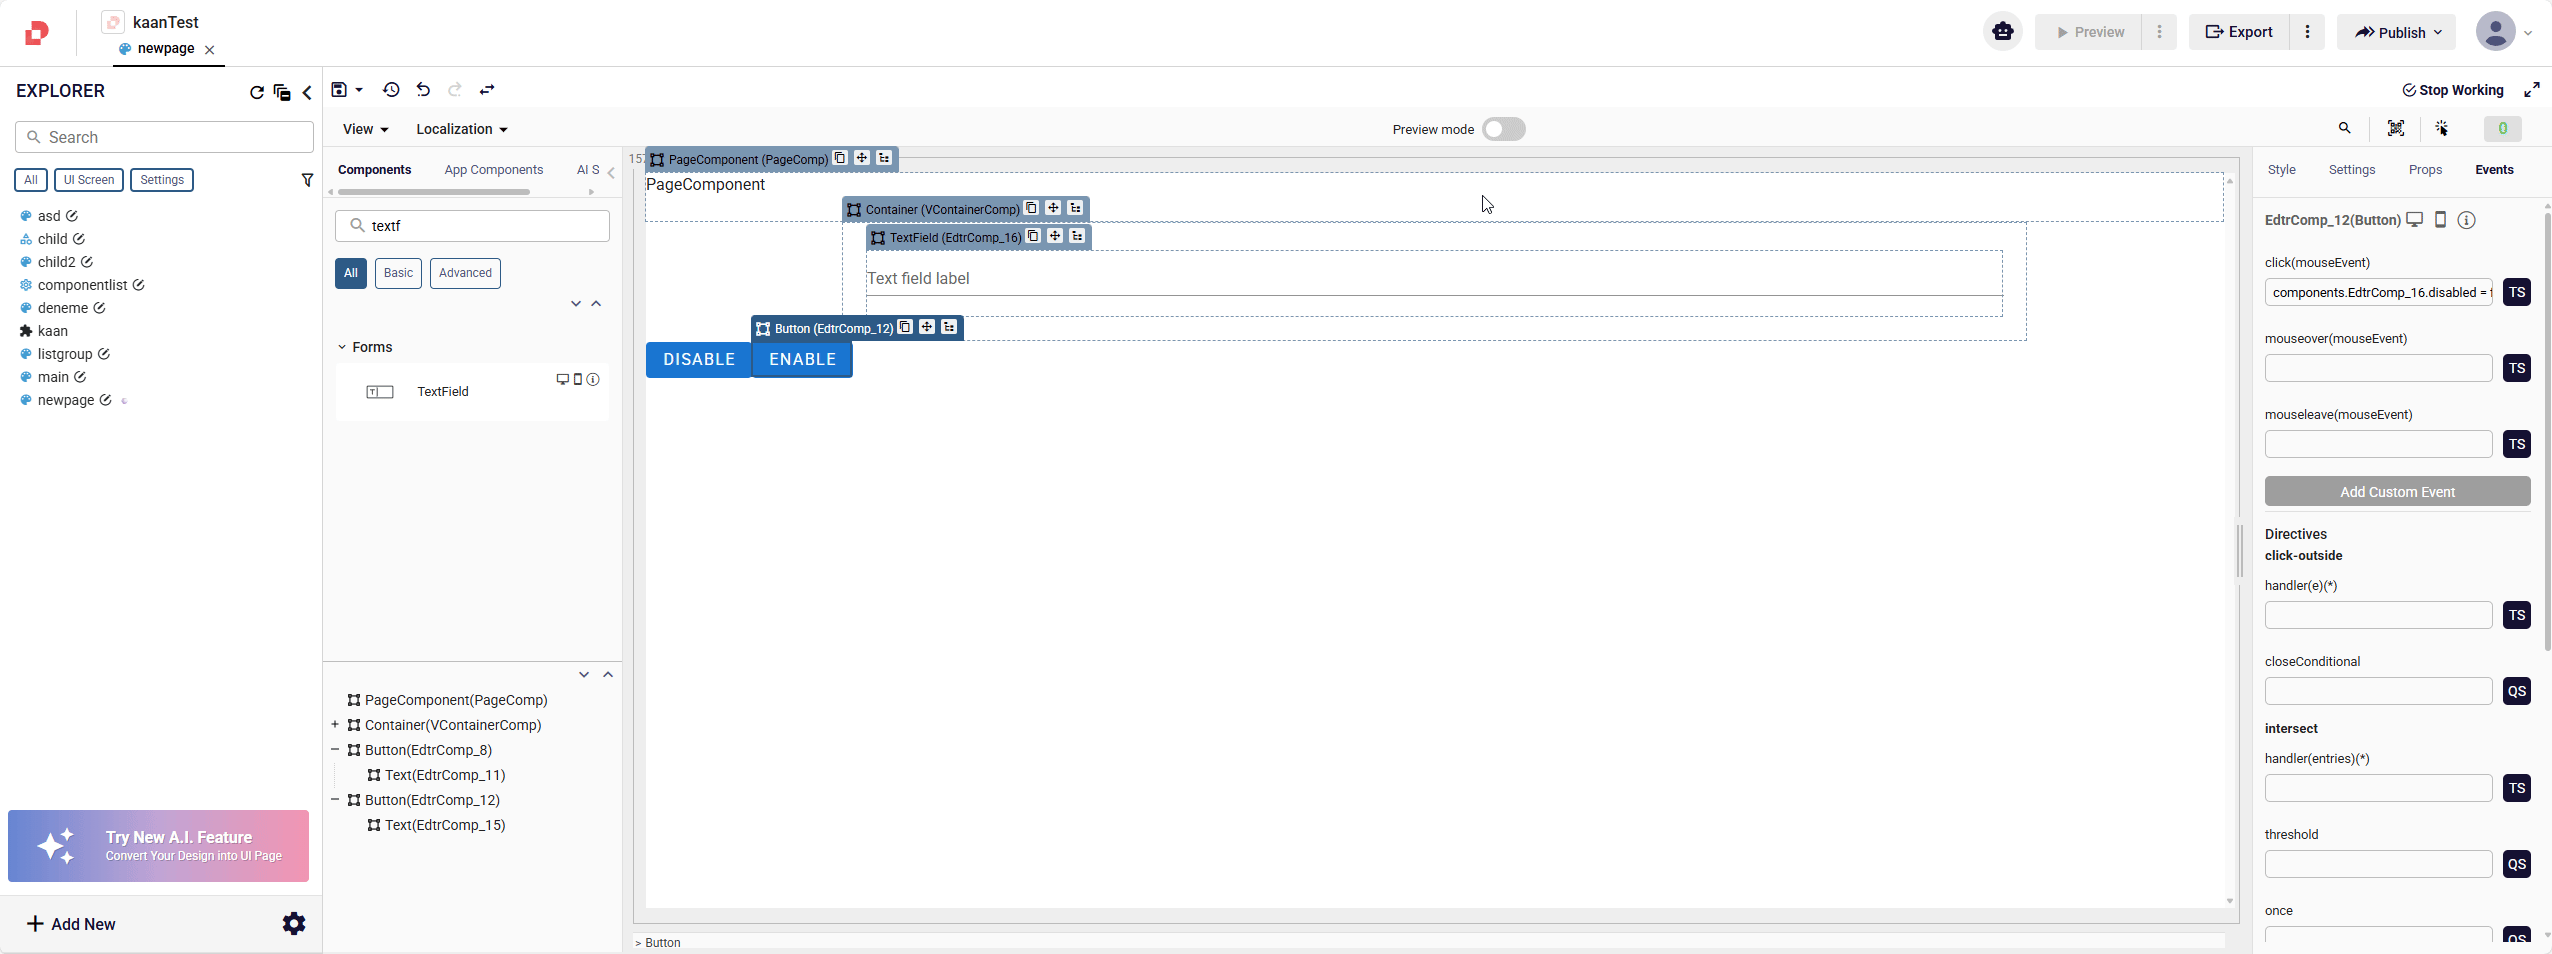 kaanTest
newpage
Preview
Export
Publish
EXPLORER
Search
All
UI Screen
Settings
asd
child
child2
componentlist
deneme
kaan
listgroup
main
newpage
Try New A.I. Feature
Convert Your Design into UI Page
Add New
Stop Working
View
Localization
Preview mode
{}
Components
App Components
AI S
textf
All
Basic
Advanced
Forms
TextField
PageComponent(PageComp)
Container(VContainerComp)
Button(EdtrComp_8)
Text(EdtrComp_11)
Button(EdtrComp_12)
Text(EdtrComp_15)
PageComponent (PageComp)
PageComponent
Container (VContainerComp)
TextField (EdtrComp_16)
Text field label
Button (EdtrComp_12)
DISABLE
ENABLE
> Button
Style
Settings
Props
Events
EdtrComp_12(Button)
click(mouseEvent)
components.EdtrComp_16.disabled =
TS
mouseover(mouseEvent)
TS
mouseleave(mouseEvent)
TS
Add Custom Event
Directives
click-outside
handler(e)(*)
TS
closeConditional
QS
intersect
handler(entries)(*)
TS
threshold
QS
once
QS